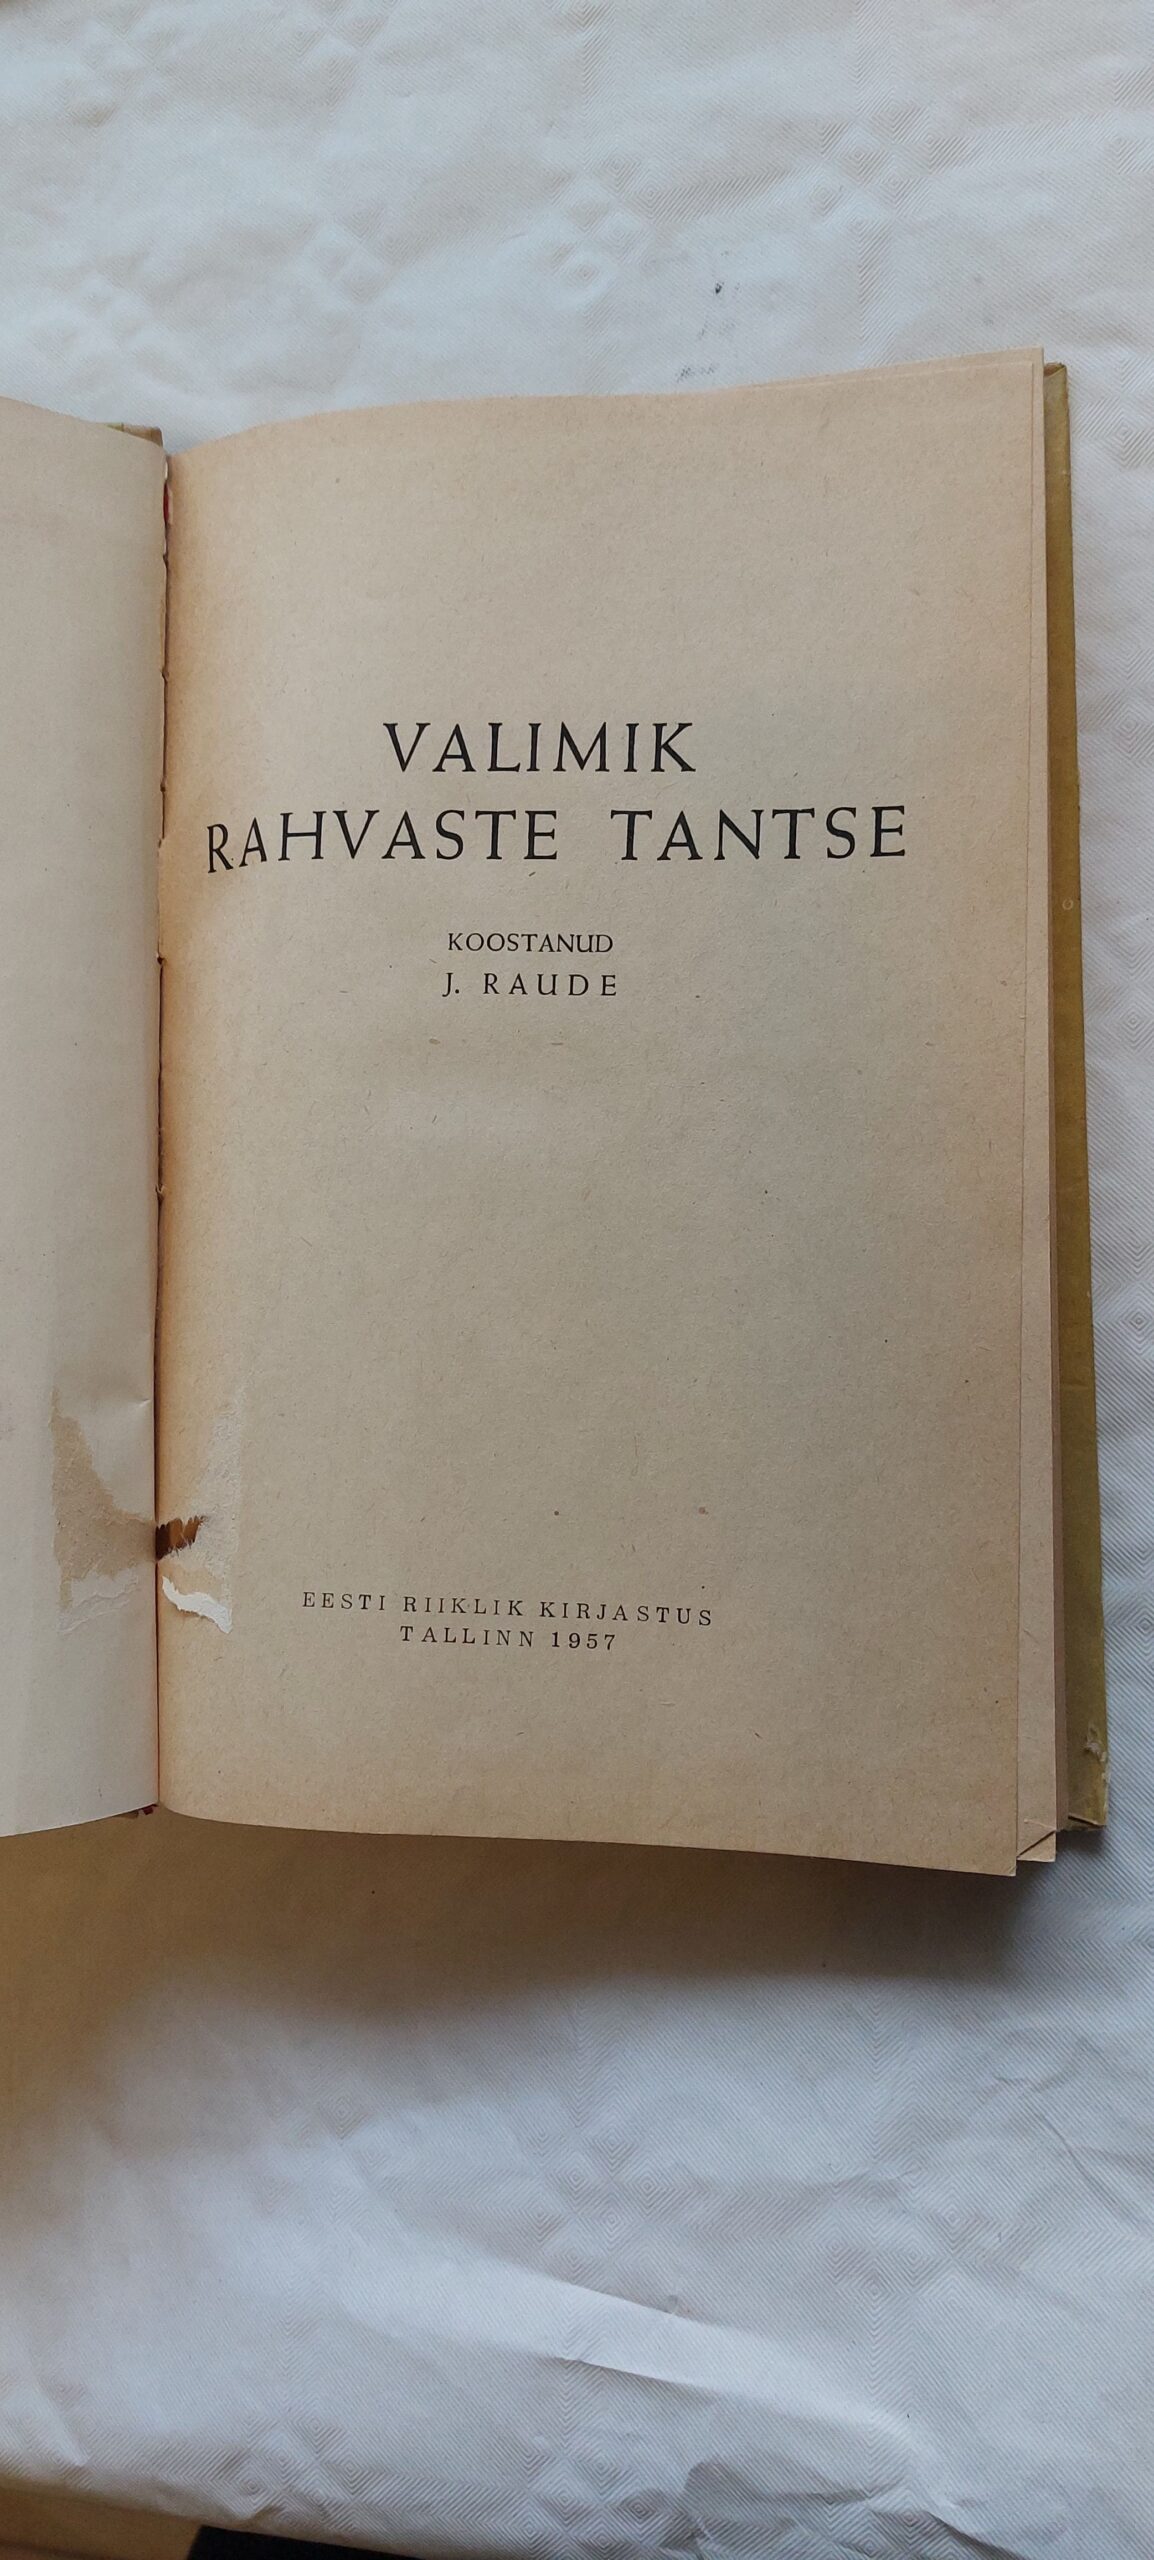 VALIMIK
RAHVASTE TANTSE
KOOSTANUD
J. RAUDE
EESTI RIIKLIK KIRJASTUS
TALLINN 1957